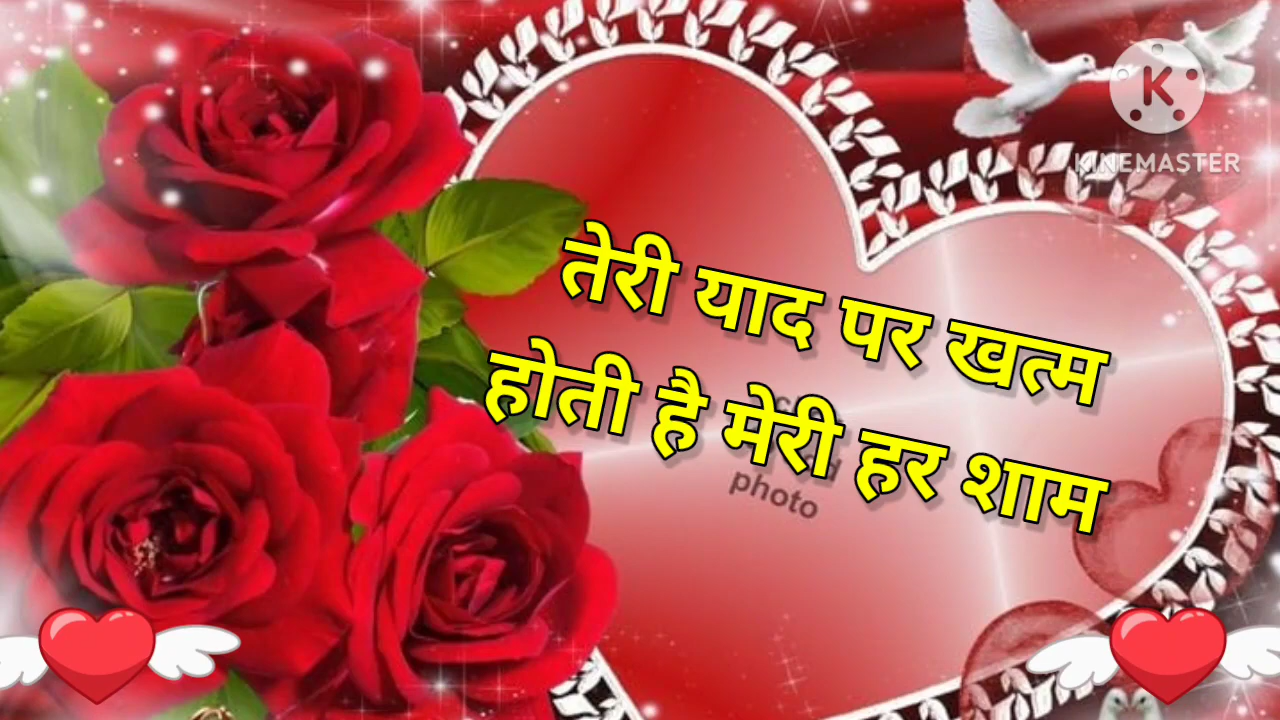 KINEMASTER
तेरी याद पर खत्म
होती है मेरी हर शाम
photo